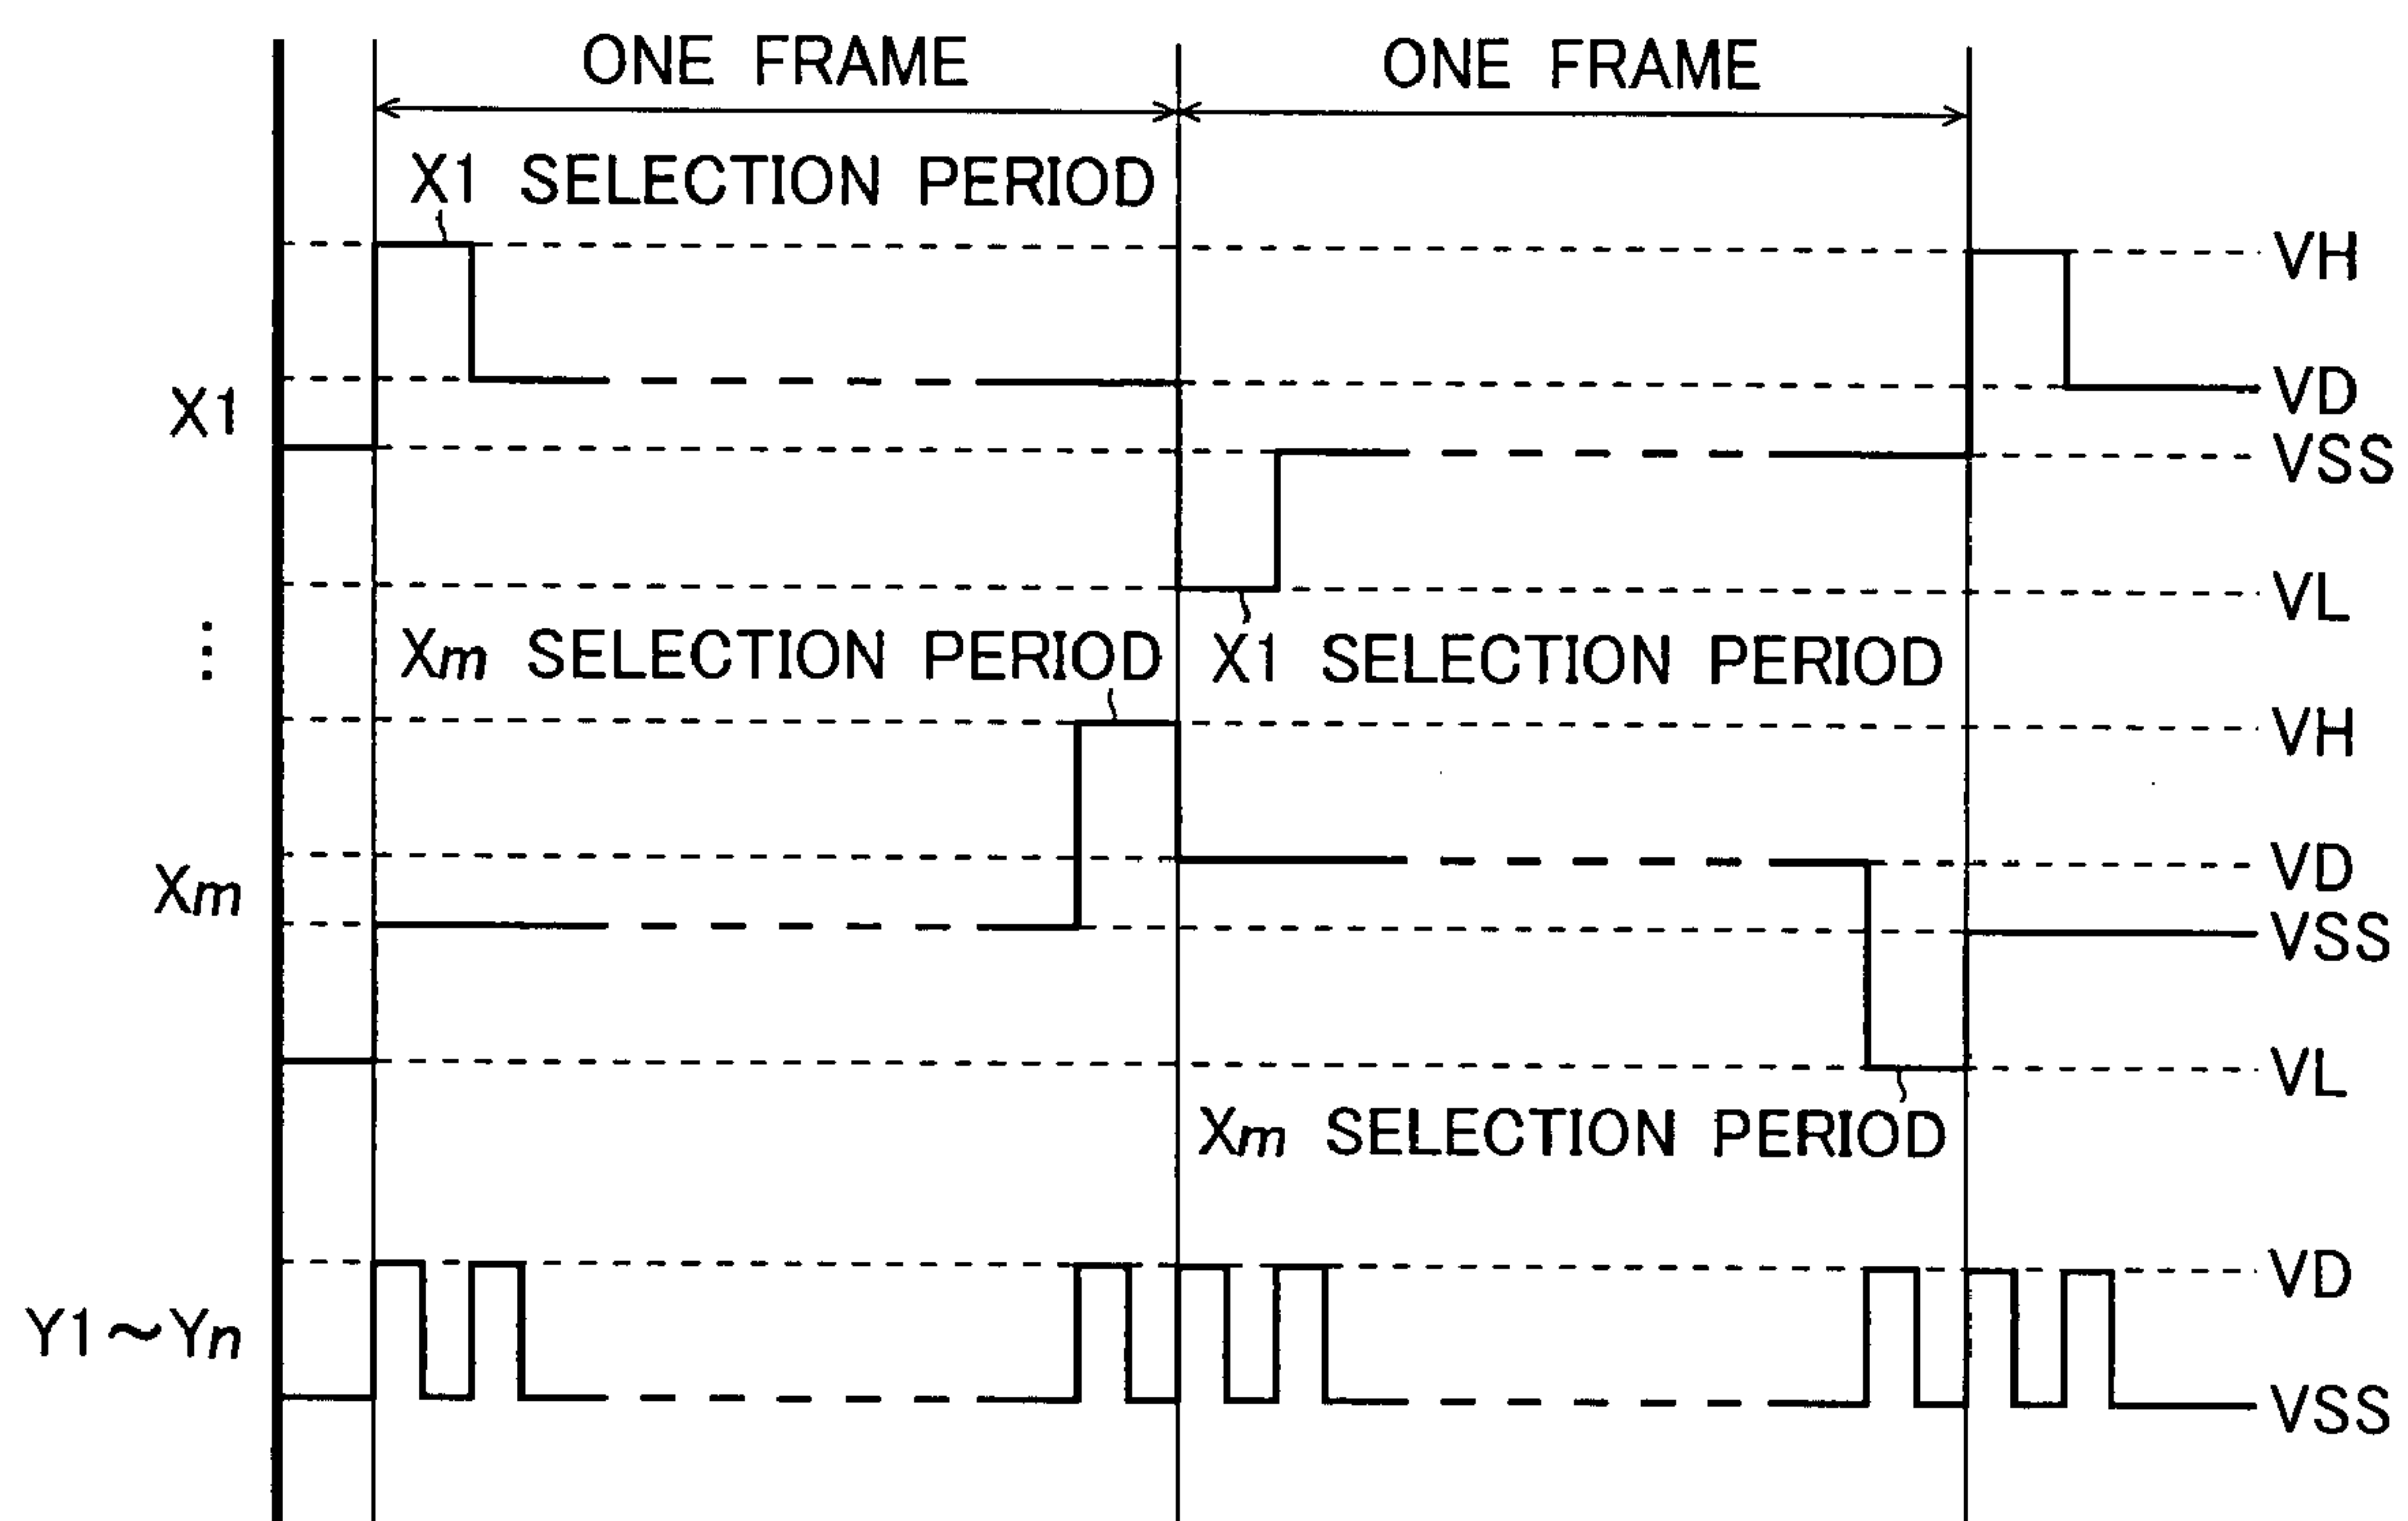 ONE FRAME ONE FRAME
X1 SELECTION PERIOD
VH
VD
X1
VSS
VL
⋮
Xm SELECTION PERIOD X1 SELECTION PERIOD
VH
VD
Xm
VSS
VL
Xm SELECTION PERIOD
VD
Y1~Yn
VSS